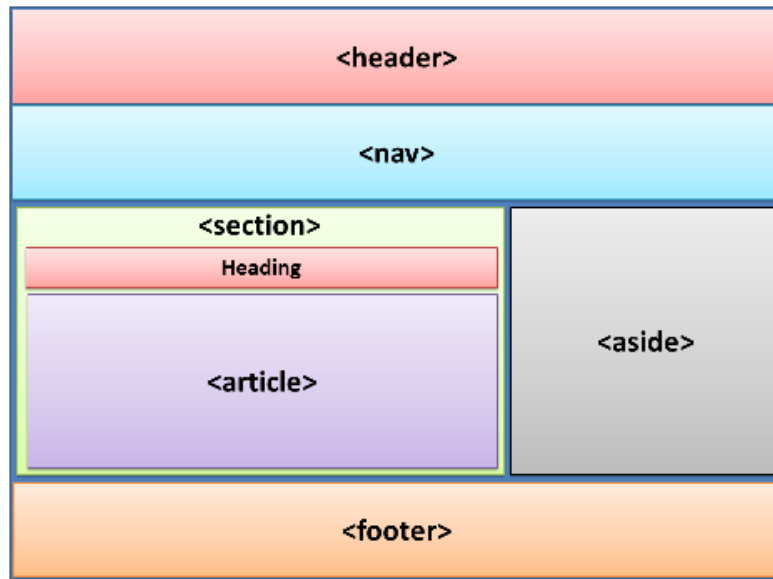 <header>
<nav>
<section>
Heading
<article>
<aside>
<footer>